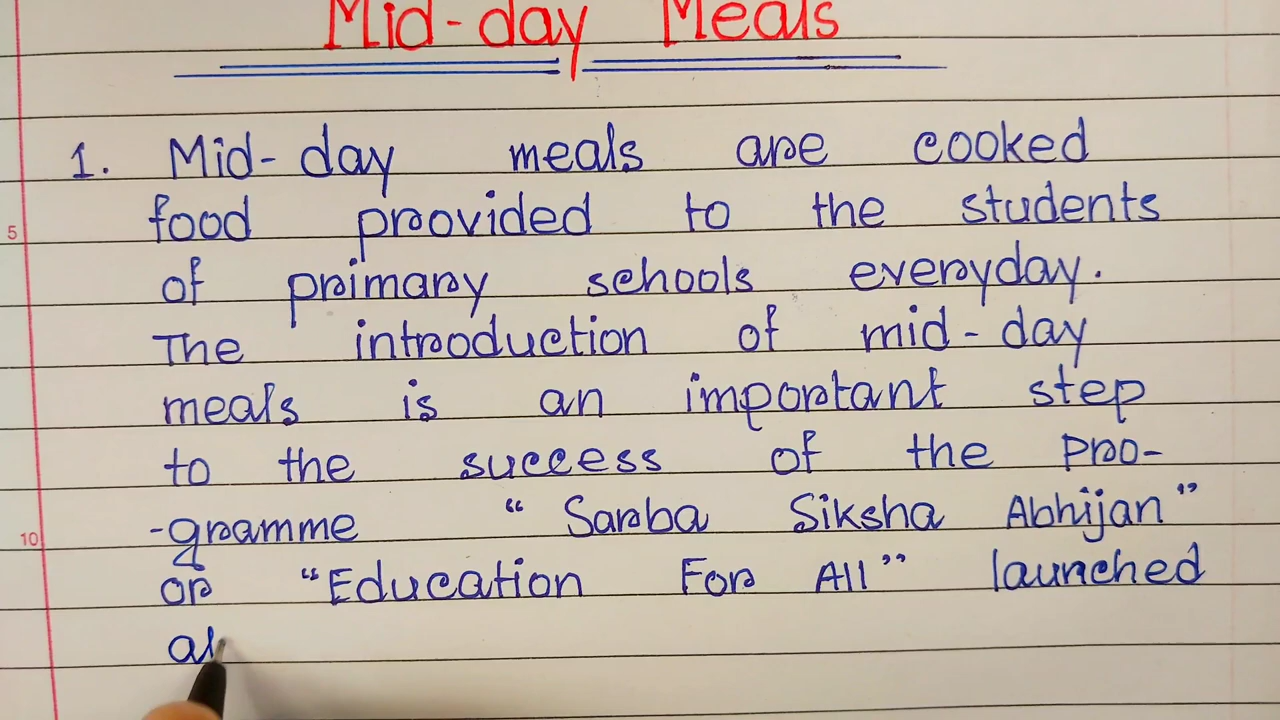 Mid-day Meals
1. Mid-day meals are cooked
food provided to the students
5
of primary schools everyday.
The introduction of mid-day
meals is an important step
to the success of the pro-
-gramme "Sarba Siksha Abhijan"
10
or "Education For All" launched